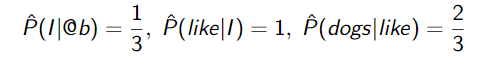 P̂(I|@b) = 1/3, P̂(like|I) = 1, P̂(dogs|like) = 2/3